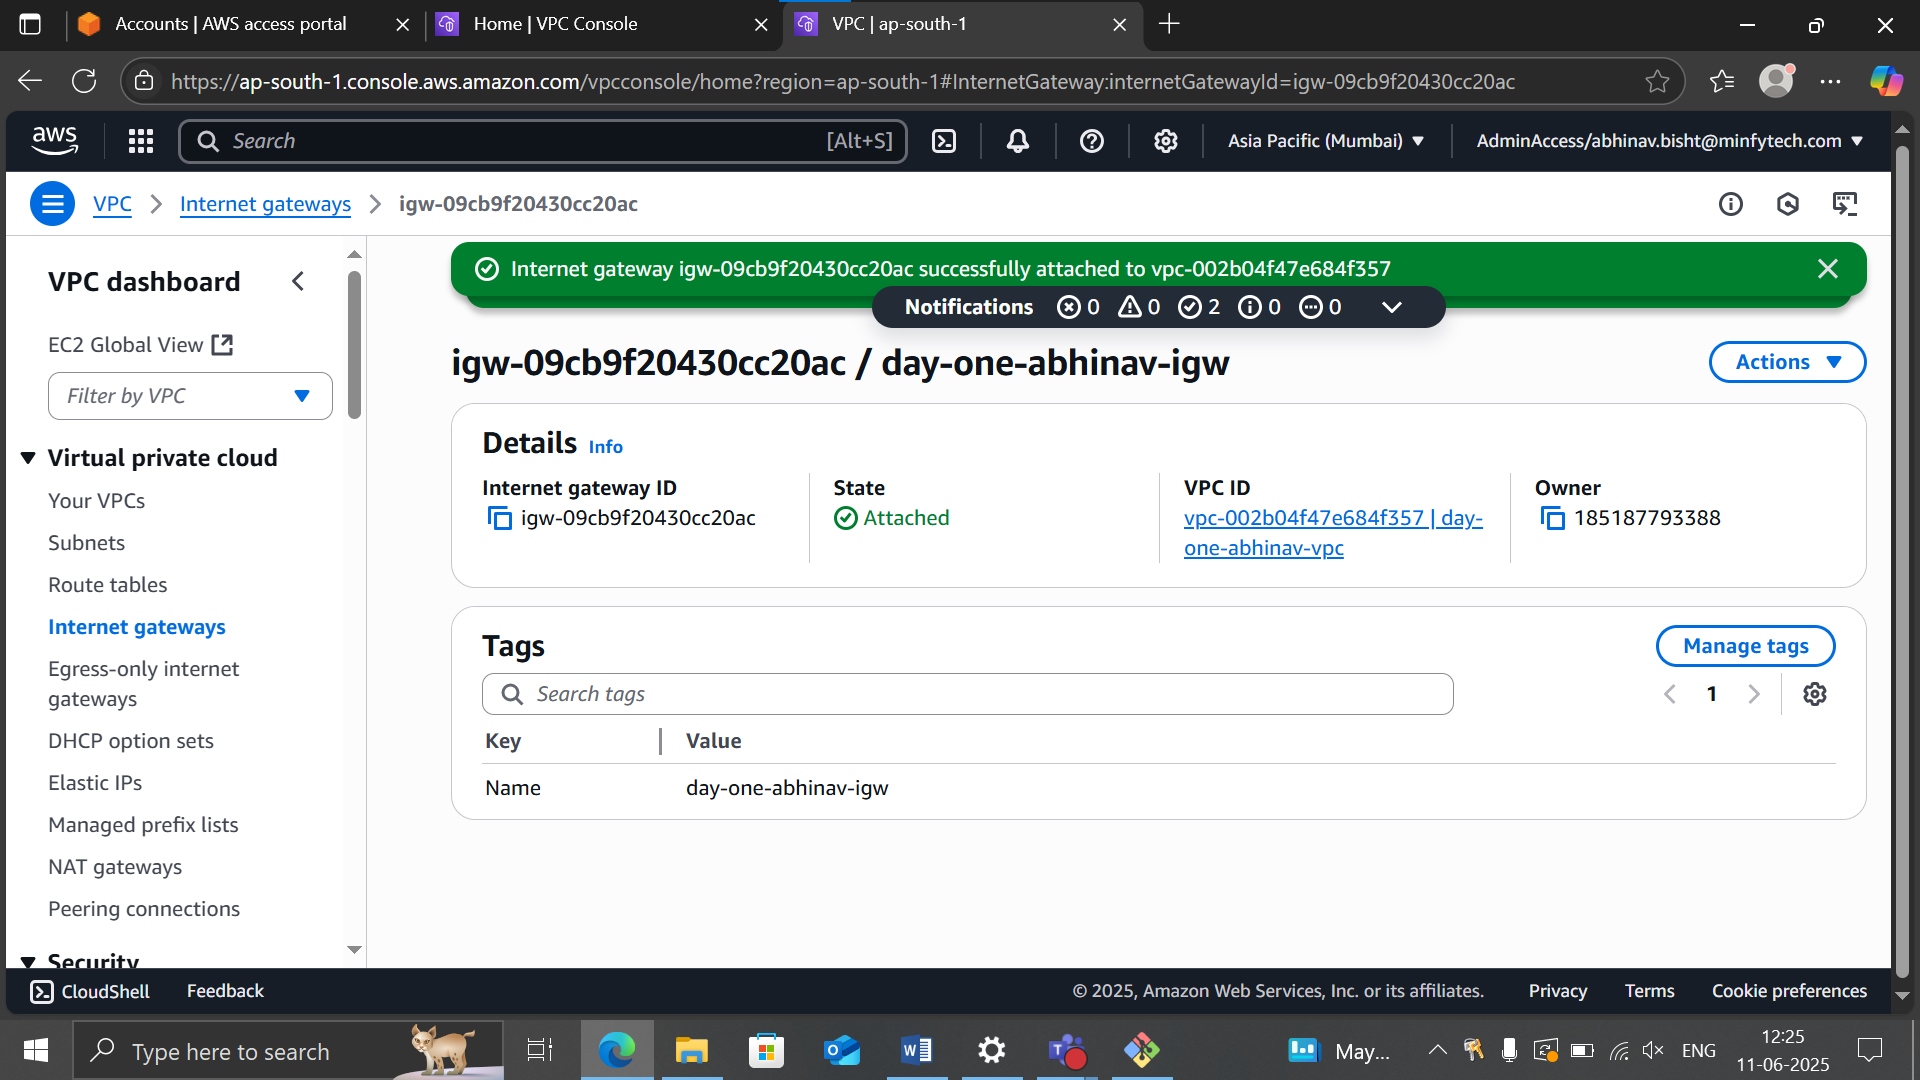 Accounts | AWS access portal
Home | VPC Console
VPC | ap-south-1
https://ap-south-1.console.aws.amazon.com/vpcconsole/home?region=ap-south-1#InternetGateway:internetGatewayId=igw-09cb9f20430cc20ac
aws
Search
[Alt+S]
Asia Pacific (Mumbai)
AdminAccess/abhinav.bisht@minfytech.com
VPC
Internet gateways
igw-09cb9f20430cc20ac
VPC dashboard
EC2 Global View
Filter by VPC
Virtual private cloud
Your VPCs
Subnets
Route tables
Internet gateways
Egress-only internet
gateways
DHCP option sets
Elastic IPs
Managed prefix lists
NAT gateways
Peering connections
Security
Internet gateway igw-09cb9f20430cc20ac successfully attached to vpc-002b04f47e684f357
Notifications 0 0 2 0 0
igw-09cb9f20430cc20ac / day-one-abhinav-igw
Actions
Details Info
Internet gateway ID
igw-09cb9f20430cc20ac
State
Attached
VPC ID
vpc-002b04f47e684f357 | day-
one-abhinav-vpc
Owner
185187793388
Tags
Manage tags
Search tags
1
Key Value
Name day-one-abhinav-igw
CloudShell
Feedback
© 2025, Amazon Web Services, Inc. or its affiliates.
Privacy
Terms
Cookie preferences
Type here to search
May...
ENG
12:25
11-06-2025